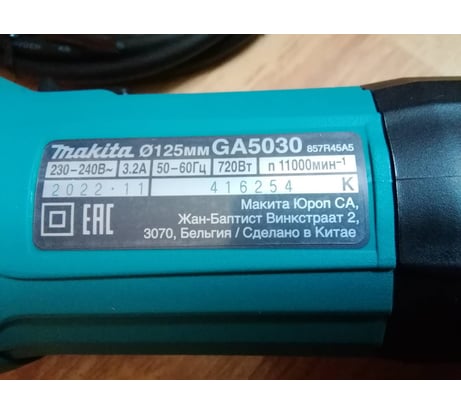 makita Ø125мм GA5030 857R45A5
230-240В~ 3.2A 50-60Гц 720Вт n 11000мин⁻¹
2022·11 416254 K
EAC Макита Юроп СА,
Жан-Баптист Винкстраат 2,
3070, Бельгия / Сделано в Китае